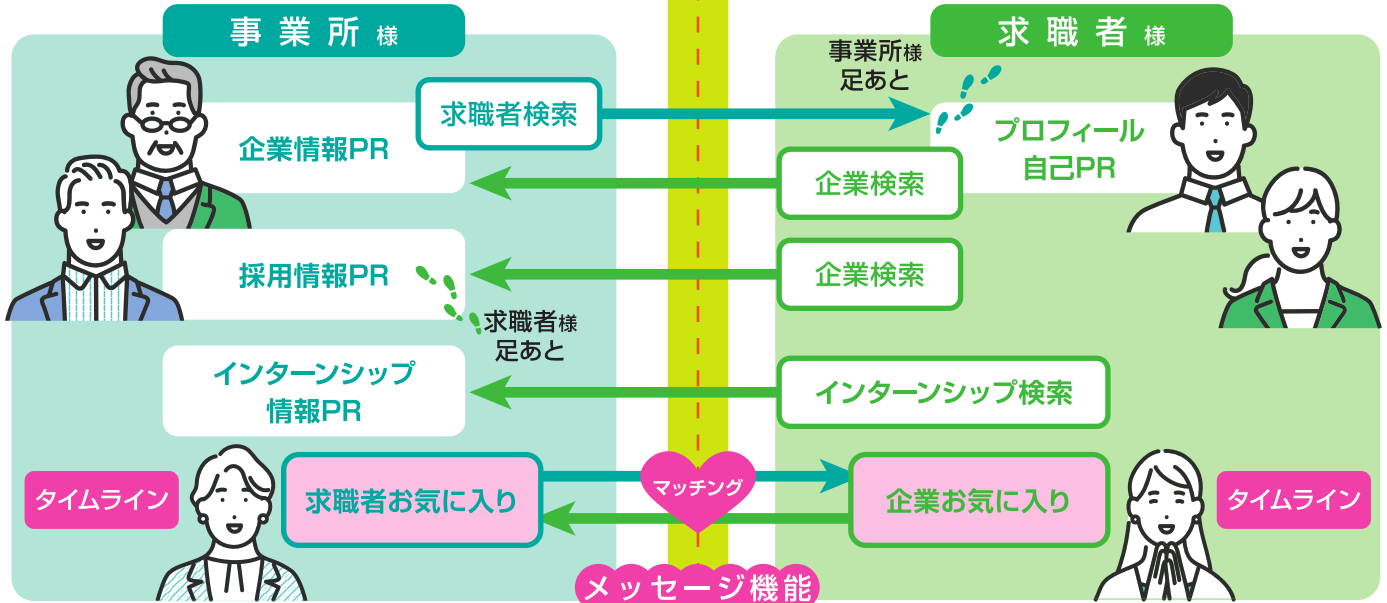 事業所様
求職者様
事業所様
足あと
求職者検索
企業情報PR
プロフィール
自己PR
企業検索
採用情報PR
企業検索
求職者様
足あと
インターンシップ
情報PR
インターンシップ検索
タイムライン
求職者お気に入り
マッチング
企業お気に入り
タイムライン
メッセージ機能